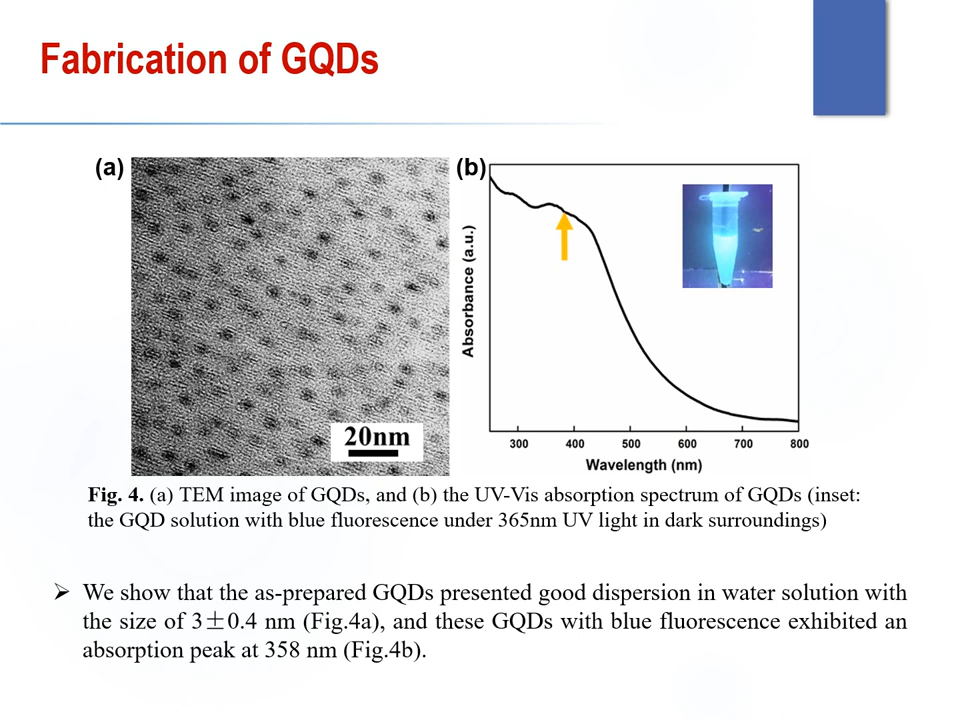 Fabrication of GQDs
(a)
20nm
(b)
Absorbance (a.u.)
300 400 500 600 700 800
Wavelength (nm)
Fig. 4. (a) TEM image of GQDs, and (b) the UV-Vis absorption spectrum of GQDs (inset:
the GQD solution with blue fluorescence under 365nm UV light in dark surroundings)
➢ We show that the as-prepared GQDs presented good dispersion in water solution with
the size of 3±0.4 nm (Fig.4a), and these GQDs with blue fluorescence exhibited an
absorption peak at 358 nm (Fig.4b).